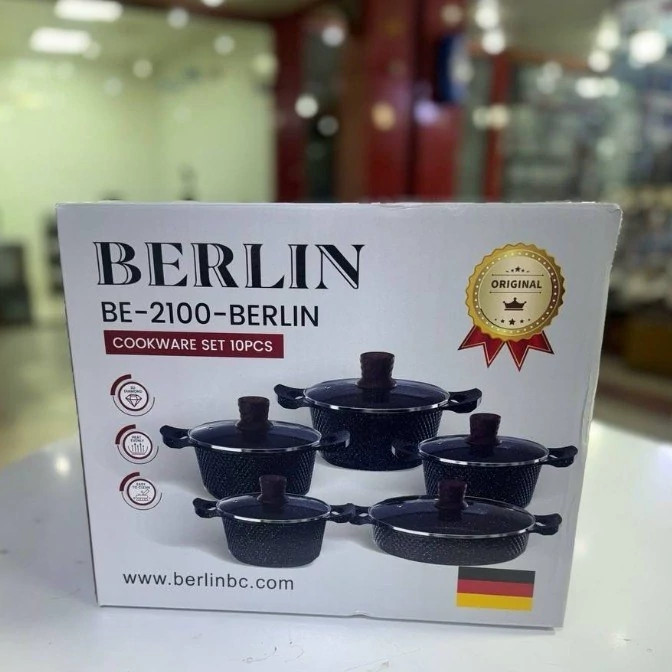 BERLIN
BE-2100-BERLIN
COOKWARE SET 10PCS
ORIGINAL
www.berlinbc.com